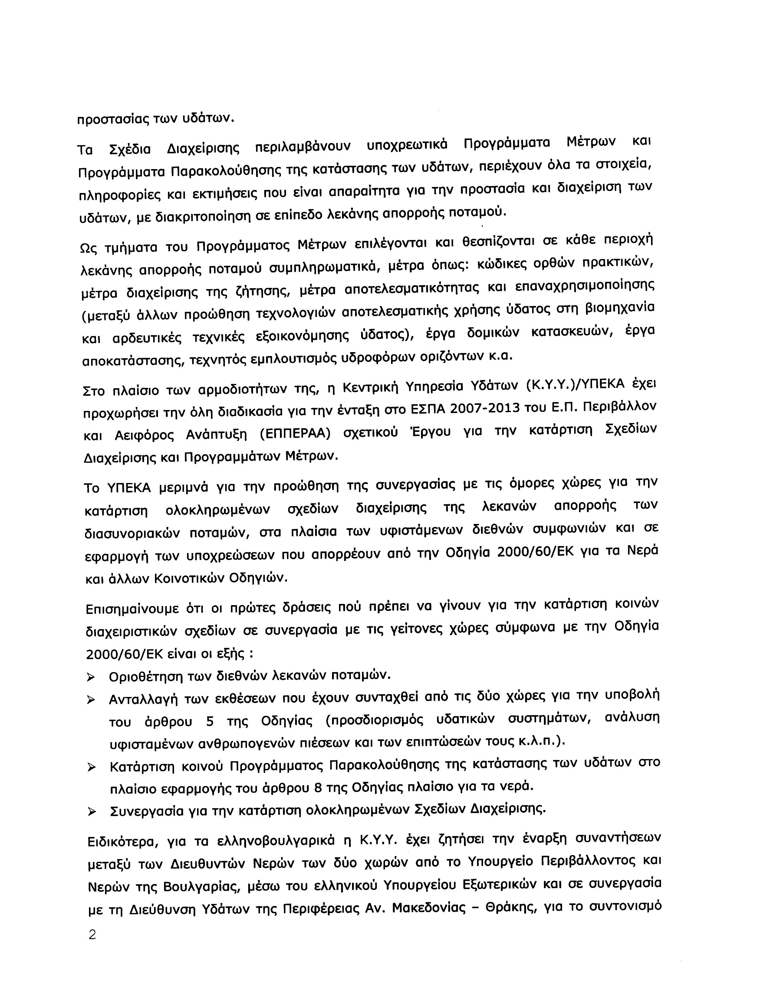 προστασίας των υδάτων.
Τα Σχέδια Διαχείρισης περιλαμβάνουν υποχρεωτικά Προγράμματα Μέτρων και
Προγράμματα Παρακολούθησης της κατάστασης των υδάτων, περιέχουν όλα τα στοιχεία,
πληροφορίες και εκτιμήσεις που είναι απαραίτητα για την προστασία και διαχείριση των
υδάτων, με διακριτοποίηση σε επίπεδο λεκάνης απορροής ποταμού.
Ως τμήματα του Προγράμματος Μέτρων επιλέγονται και θεσπίζονται σε κάθε περιοχή
λεκάνης απορροής ποταμού συμπληρωματικά, μέτρα όπως: κώδικες ορθών πρακτικών,
μέτρα διαχείρισης της ζήτησης, μέτρα αποτελεσματικότητας και επαναχρησιμοποίησης
(μεταξύ άλλων προώθηση τεχνολογιών αποτελεσματικής χρήσης ύδατος στη βιομηχανία
και αρδευτικές τεχνικές εξοικονόμησης ύδατος), έργα δομικών κατασκευών, έργα
αποκατάστασης, τεχνητός εμπλουτισμός υδροφόρων οριζόντων κ.α.
Στο πλαίσιο των αρμοδιοτήτων της, η Κεντρική Υπηρεσία Υδάτων (Κ.Υ.Υ.)/ΥΠΕΚΑ έχει
προχωρήσει την όλη διαδικασία για την ένταξη στο ΕΣΠΑ 2007-2013 του Ε.Π. Περιβάλλον
και Αειφόρος Ανάπτυξη (ΕΠΠΕΡΑΑ) σχετικού Έργου για την κατάρτιση Σχεδίων
Διαχείρισης και Προγραμμάτων Μέτρων.
Το ΥΠΕΚΑ μεριμνά για την προώθηση της συνεργασίας με τις όμορες χώρες για την
κατάρτιση ολοκληρωμένων σχεδίων διαχείρισης της λεκανών απορροής των
διασυνοριακών ποταμών, στα πλαίσια των υφιστάμενων διεθνών συμφωνιών και σε
εφαρμογή των υποχρεώσεων που απορρέουν από την Οδηγία 2000/60/ΕΚ για τα Νερά
και άλλων Κοινοτικών Οδηγιών.
Επισημαίνουμε ότι οι πρώτες δράσεις πού πρέπει να γίνουν για την κατάρτιση κοινών
διαχειριστικών σχεδίων σε συνεργασία με τις γείτονες χώρες σύμφωνα με την Οδηγία
2000/60/ΕΚ είναι οι εξής :
➢ Οριοθέτηση των διεθνών λεκανών ποταμών.
➢ Ανταλλαγή των εκθέσεων που έχουν συνταχθεί από τις δύο χώρες για την υποβολή
του άρθρου 5 της Οδηγίας (προσδιορισμός υδατικών συστημάτων, ανάλυση
υφισταμένων ανθρωπογενών πιέσεων και των επιπτώσεών τους κ.λ.π.).
➢ Κατάρτιση κοινού Προγράμματος Παρακολούθησης της κατάστασης των υδάτων στο
πλαίσιο εφαρμογής του άρθρου 8 της Οδηγίας πλαίσιο για τα νερά.
➢ Συνεργασία για την κατάρτιση ολοκληρωμένων Σχεδίων Διαχείρισης.
Ειδικότερα, για τα ελληνοβουλγαρικά η Κ.Υ.Υ. έχει ζητήσει την έναρξη συναντήσεων
μεταξύ των Διευθυντών Νερών των δύο χωρών από το Υπουργείο Περιβάλλοντος και
Νερών της Βουλγαρίας, μέσω του ελληνικού Υπουργείου Εξωτερικών και σε συνεργασία
με τη Διεύθυνση Υδάτων της Περιφέρειας Αν. Μακεδονίας – Θράκης, για το συντονισμό
2